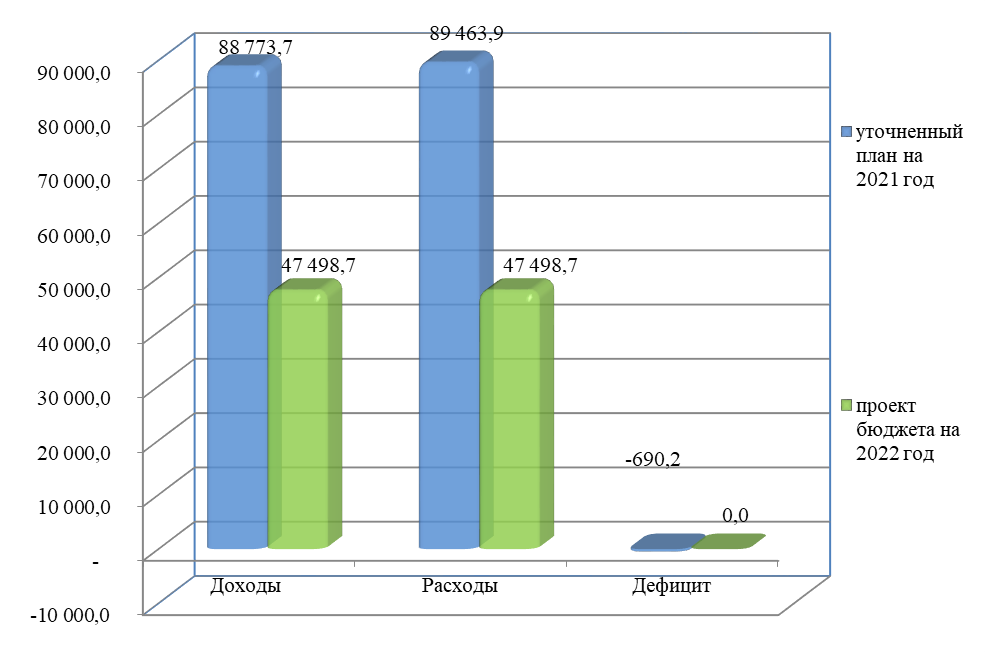 88 773,7
89 463,9
90 000,0
80 000,0
70 000,0
60 000,0
50 000,0
40 000,0
30 000,0
20 000,0
10 000,0
-
-10 000,0
47 498,7
47 498,7
-690,2
0,0
Доходы
Расходы
Дефицит
уточненный
план на
2021 год
проект
бюджета на
2022 год